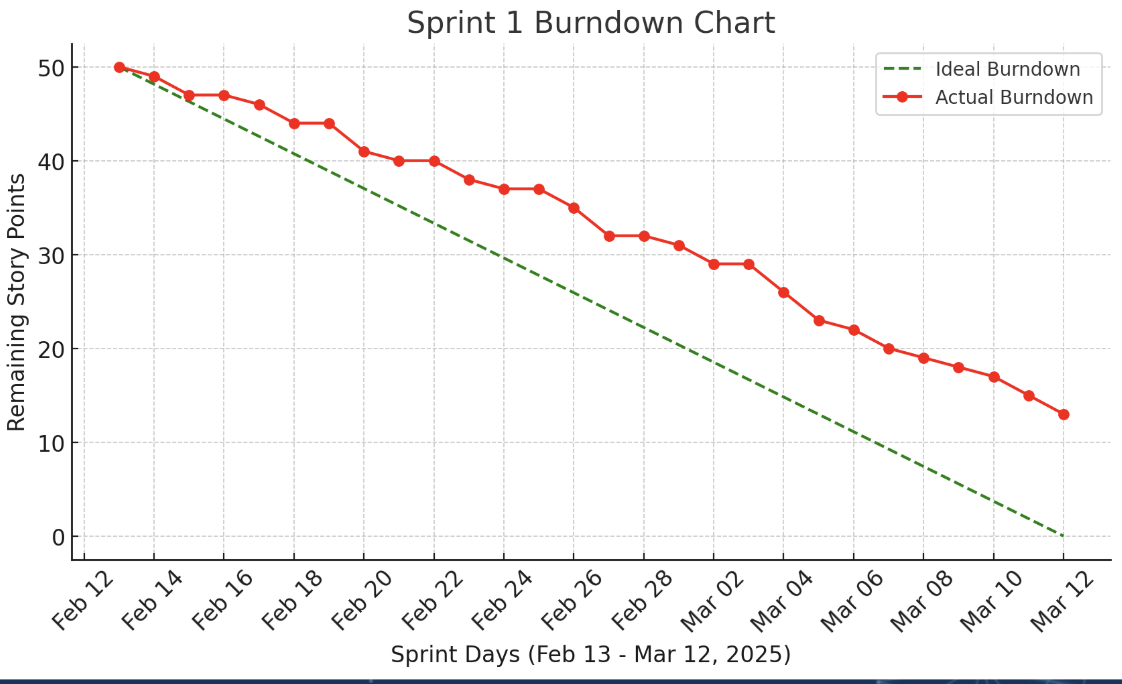 Sprint 1 Burndown Chart
Ideal Burndown
Actual Burndown
Remaining Story Points
50
40
30
20
10
0
Feb 12
Feb 14
Feb 16
Feb 18
Feb 20
Feb 22
Feb 24
Feb 26
Feb 28
Mar 02
Mar 04
Mar 06
Mar 08
Mar 10
Mar 12
Sprint Days (Feb 13 - Mar 12, 2025)